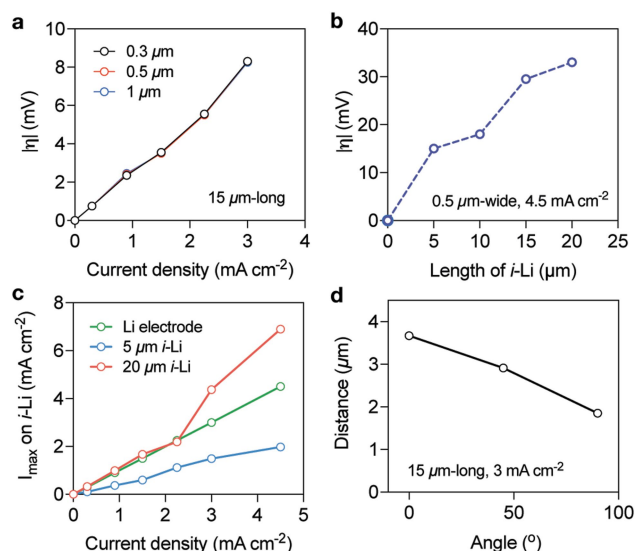 a
10
8
6
4
2
0
|η| (mV)
0.3 µm
0.5 µm
1 µm
15 µm-long
0 1 2 3 4
Current density (mA cm⁻²)
b
40
30
20
10
0
|η| (mV)
0.5 µm-wide, 4.5 mA cm⁻²
0 5 10 15 20 25
Length of i-Li (µm)
c
8
6
4
2
0
Imax on i-Li (mA cm⁻²)
Li electrode
5 µm i-Li
20 µm i-Li
0 1 2 3 4 5
Current density (mA cm⁻²)
d
4
3
2
1
0
Distance (µm)
15 µm-long, 3 mA cm⁻²
0 50 100
Angle (°)